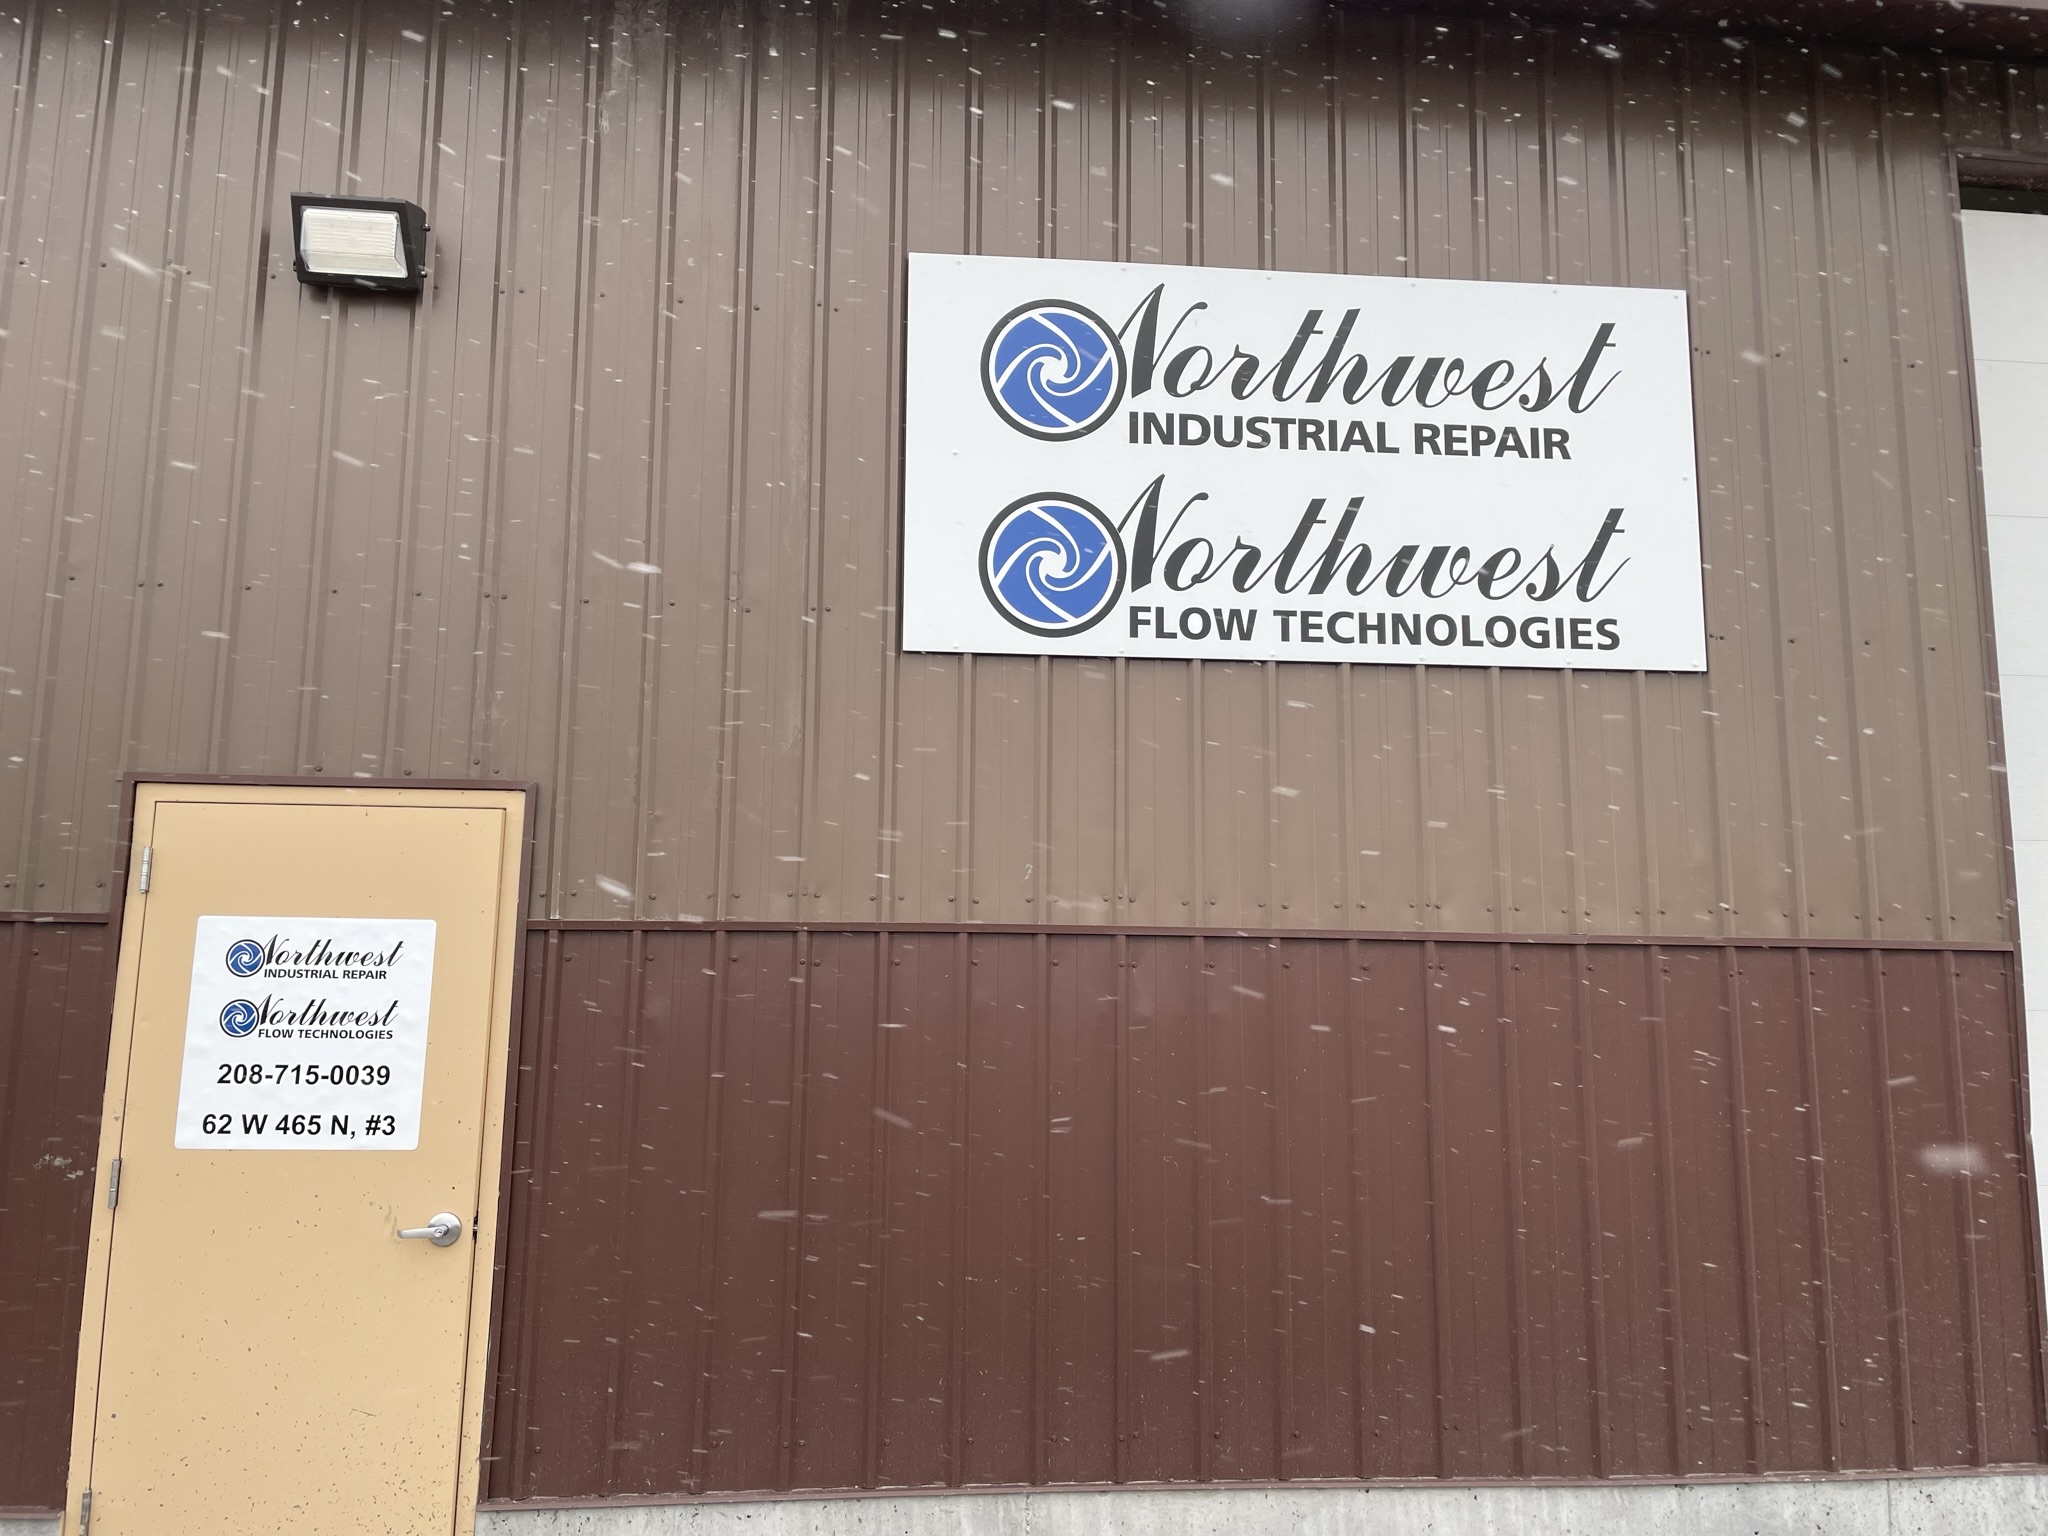 Northwest
INDUSTRIAL REPAIR
Northwest
FLOW TECHNOLOGIES
Northwest
INDUSTRIAL REPAIR
Northwest
FLOW TECHNOLOGIES
208-715-0039
62 W 465 N, #3